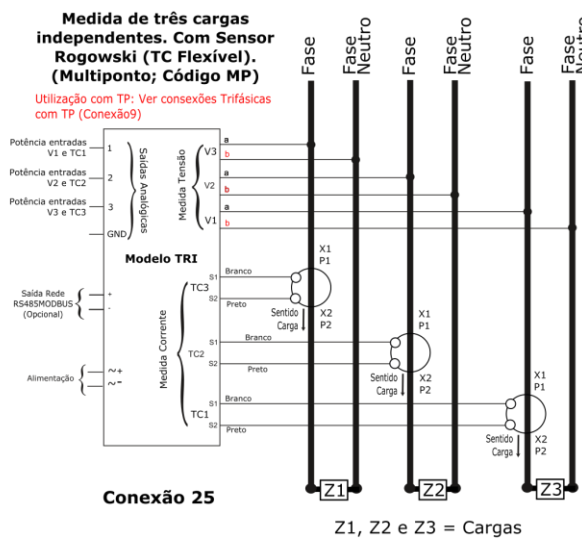 Medida de três cargas
independentes. Com Sensor
Rogowski (TC Flexível).
(Multiponto; Código MP)
Utilização com TP: Ver consexões Trifásicas
com TP (Conexão9)
Fase
Fase
Neutro
Fase
Fase
Neutro
Fase
Fase
Neutro
Potência entradas
V1 e TC1
1
Potência entradas
V2 e TC2
2
Potência entradas
V3 e TC3
3
GND
Saídas Analógicas
Medida Tensão
V3
a
b
V2
a
b
V1
a
b
Modelo TRI
Saída Rede
RS485MODBUS
(Opcional)
+
-
Alimentação
~+
~-
Medida Corrente
TC3
S1
Branco
S2
Preto
X1
P1
X2
P2
Sentido
Carga
TC2
S1
Branco
S2
Preto
X1
P1
X2
P2
Sentido
Carga
TC1
S1
Branco
S2
Preto
X1
P1
X2
P2
Sentido
Carga
Z1
Z2
Z3
Conexão 25
Z1, Z2 e Z3 = Cargas